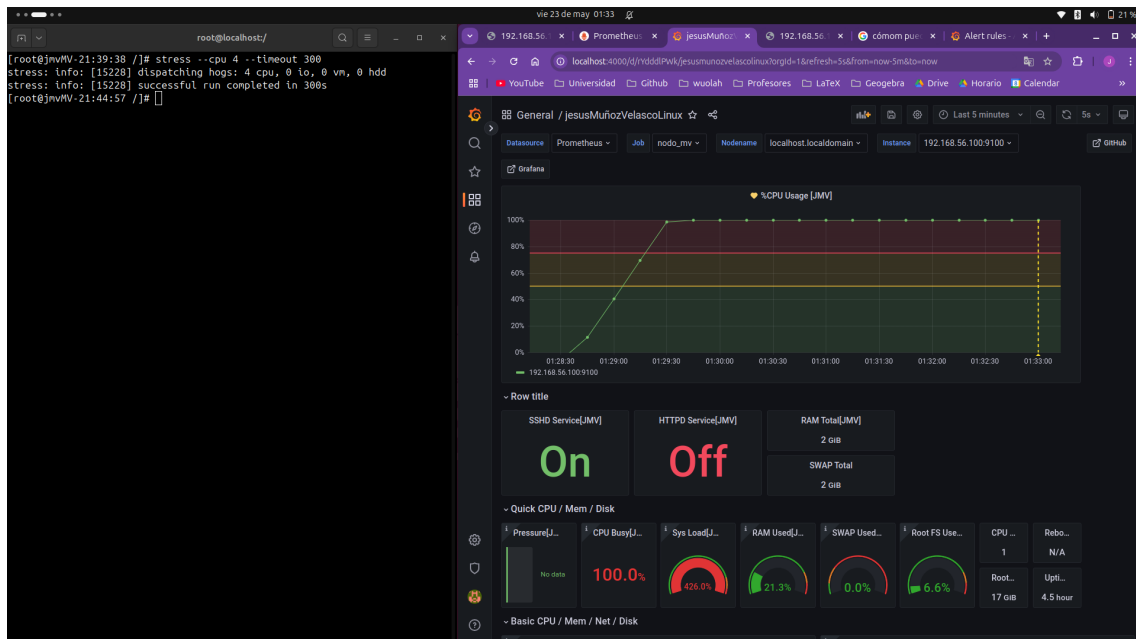 vie 23 de may 01:33
21 %
root@localhost:/
[root@jmvMV-21:39:38 /]# stress --cpu 4 --timeout 300
stress: info: [15228] dispatching hogs: 4 cpu, 0 io, 0 vm, 0 hdd
stress: info: [15228] successful run completed in 300s
[root@jmvMV-21:44:57 /]#
192.168.56.1 × Prometheus × jesusMuñoz × 192.168.56.1 × cómom pued × Alert rules - × +
localhost:4000/d/rYdddlPWk/jesusmunozvelascolinux?orgId=1&refresh=5s&from=now-5m&to=now
YouTube Universidad Github wuolah Profesores LaTeX Geogebra Drive Horario Calendar »
General / jesusMuñozVelascoLinux
Last 5 minutes
5s
Datasource Prometheus Job nodo_mv Nodename localhost.localdomain Instance 192.168.56.100:9100 GitHub
Grafana
%CPU Usage [JMV]
100%
80%
60%
40%
20%
0%
01:28:30 01:29:00 01:29:30 01:30:00 01:30:30 01:31:00 01:31:30 01:32:00 01:32:30 01:33:00
192.168.56.100:9100
Row title
SSHD Service[JMV] HTTPD Service[JMV] RAM Total[JMV]
On Off 2 GiB
SWAP Total
2 GiB
Quick CPU / Mem / Disk
Pressure[J... CPU Busy[J... Sys Load[J... RAM Used[J... SWAP Used... Root FS Use... CPU ... Rebo...
1 N/A
No data 100.0% 426.0% 21.3% 0.0% 6.6%
Root... Upti...
17 GiB 4.5 hour
Basic CPU / Mem / Net / Disk